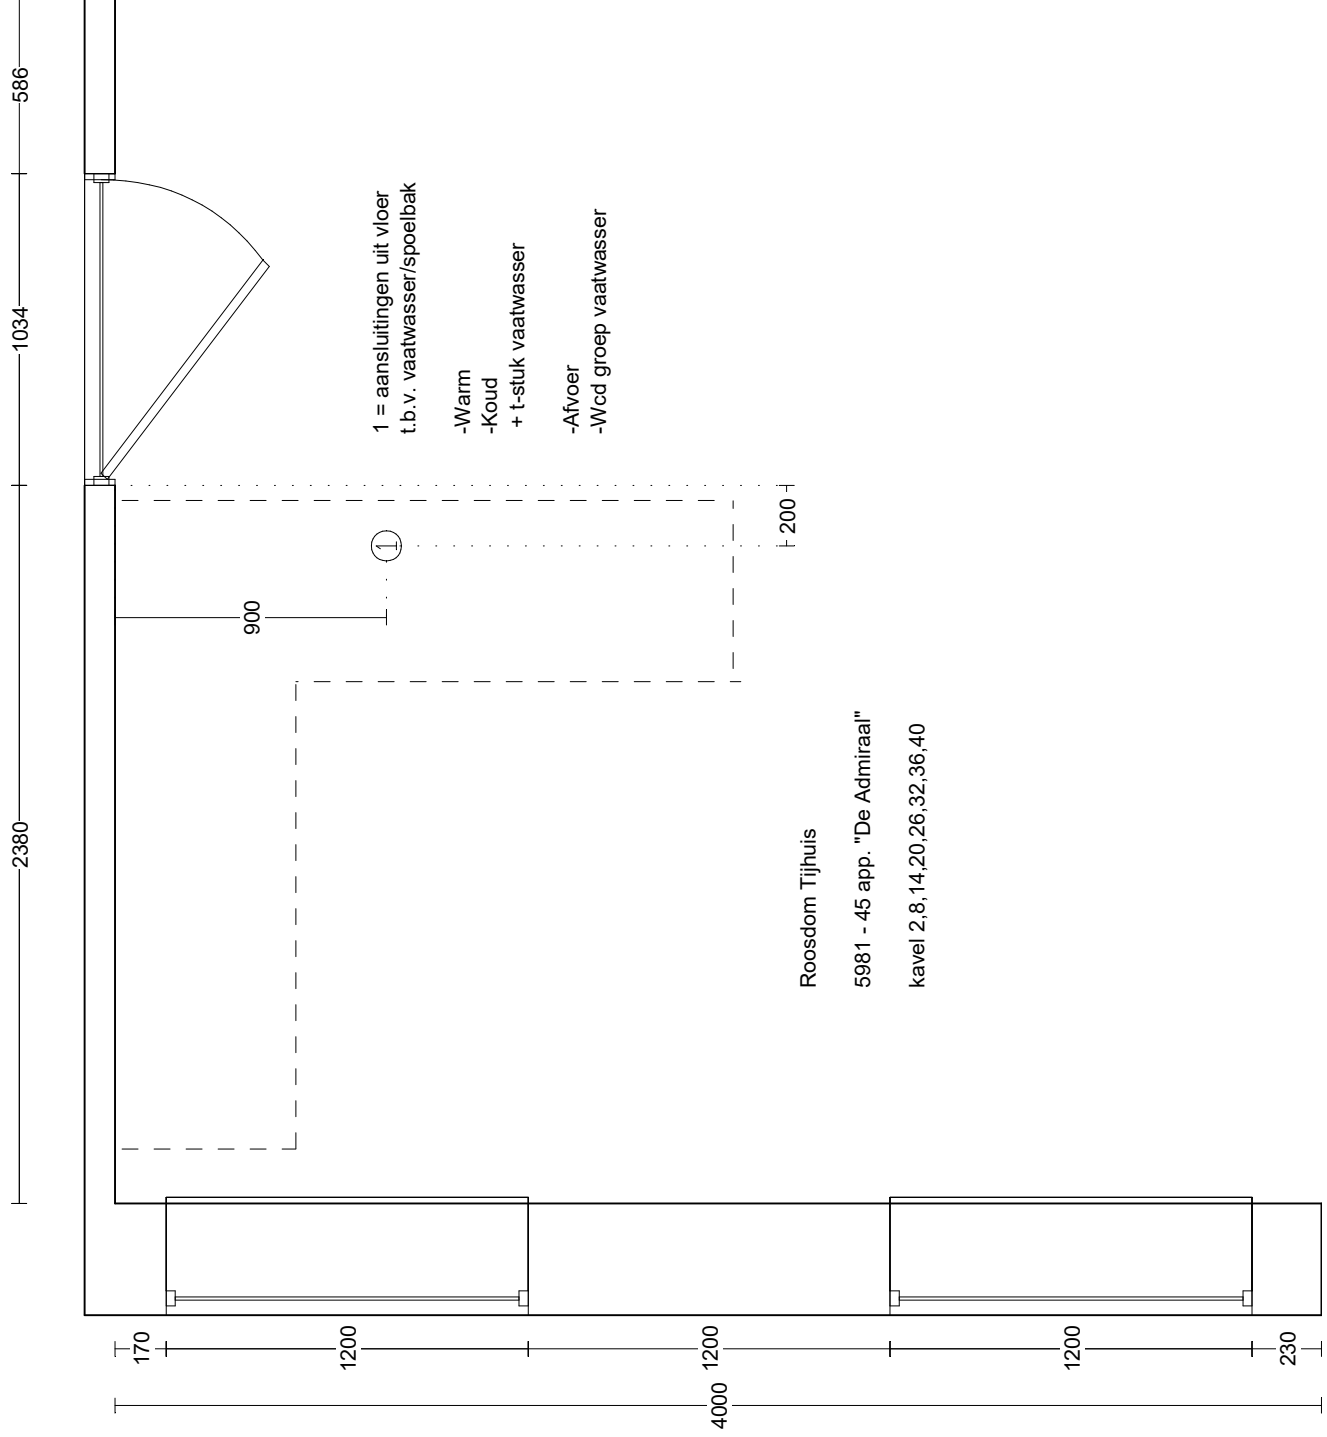 586
1034
2380
1 = aansluitingen uit vloer
t.b.v. vaatwasser/spoelbak
-Warm
-Koud
+ t-stuk vaatwasser
-Afvoer
-Wcd groep vaatwasser
1
200
900
Roosdom Tijhuis
5981 - 45 app. "De Admiraal"
kavel 2,8,14,20,26,32,36,40
170
1200
1200
1200
230
4000